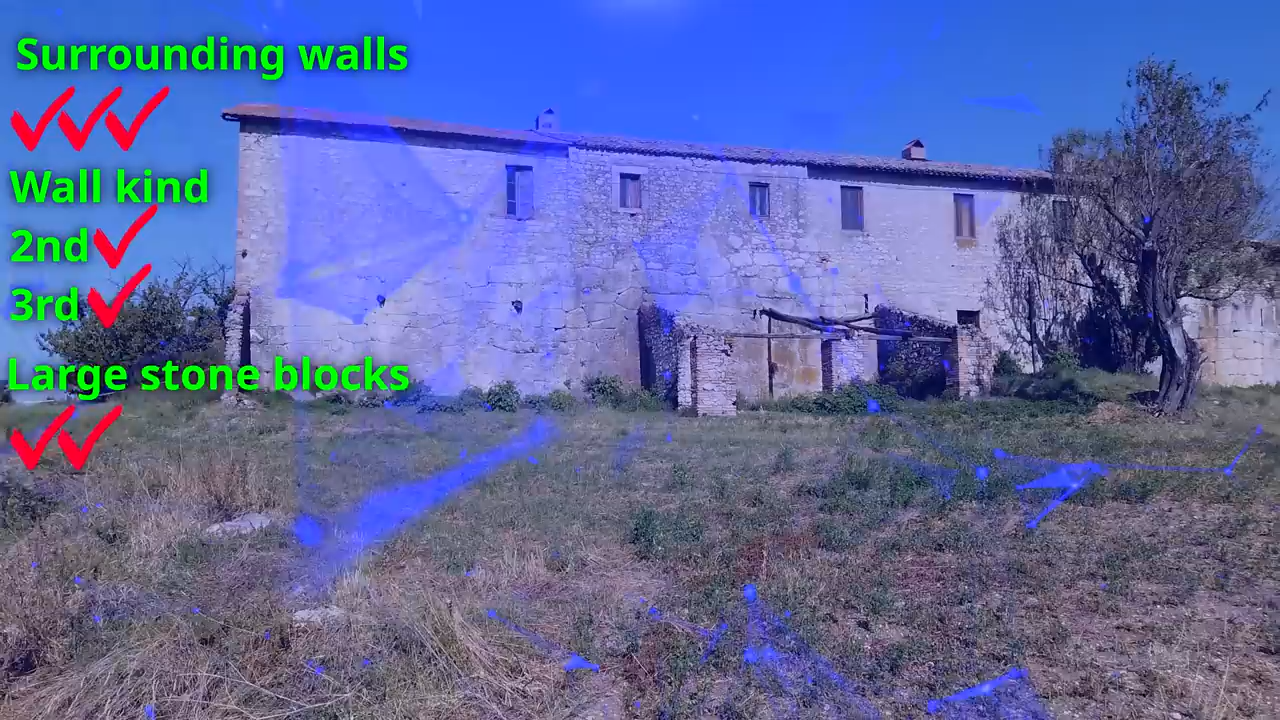 Surrounding walls
Wall kind
2nd
3rd
Large stone blocks